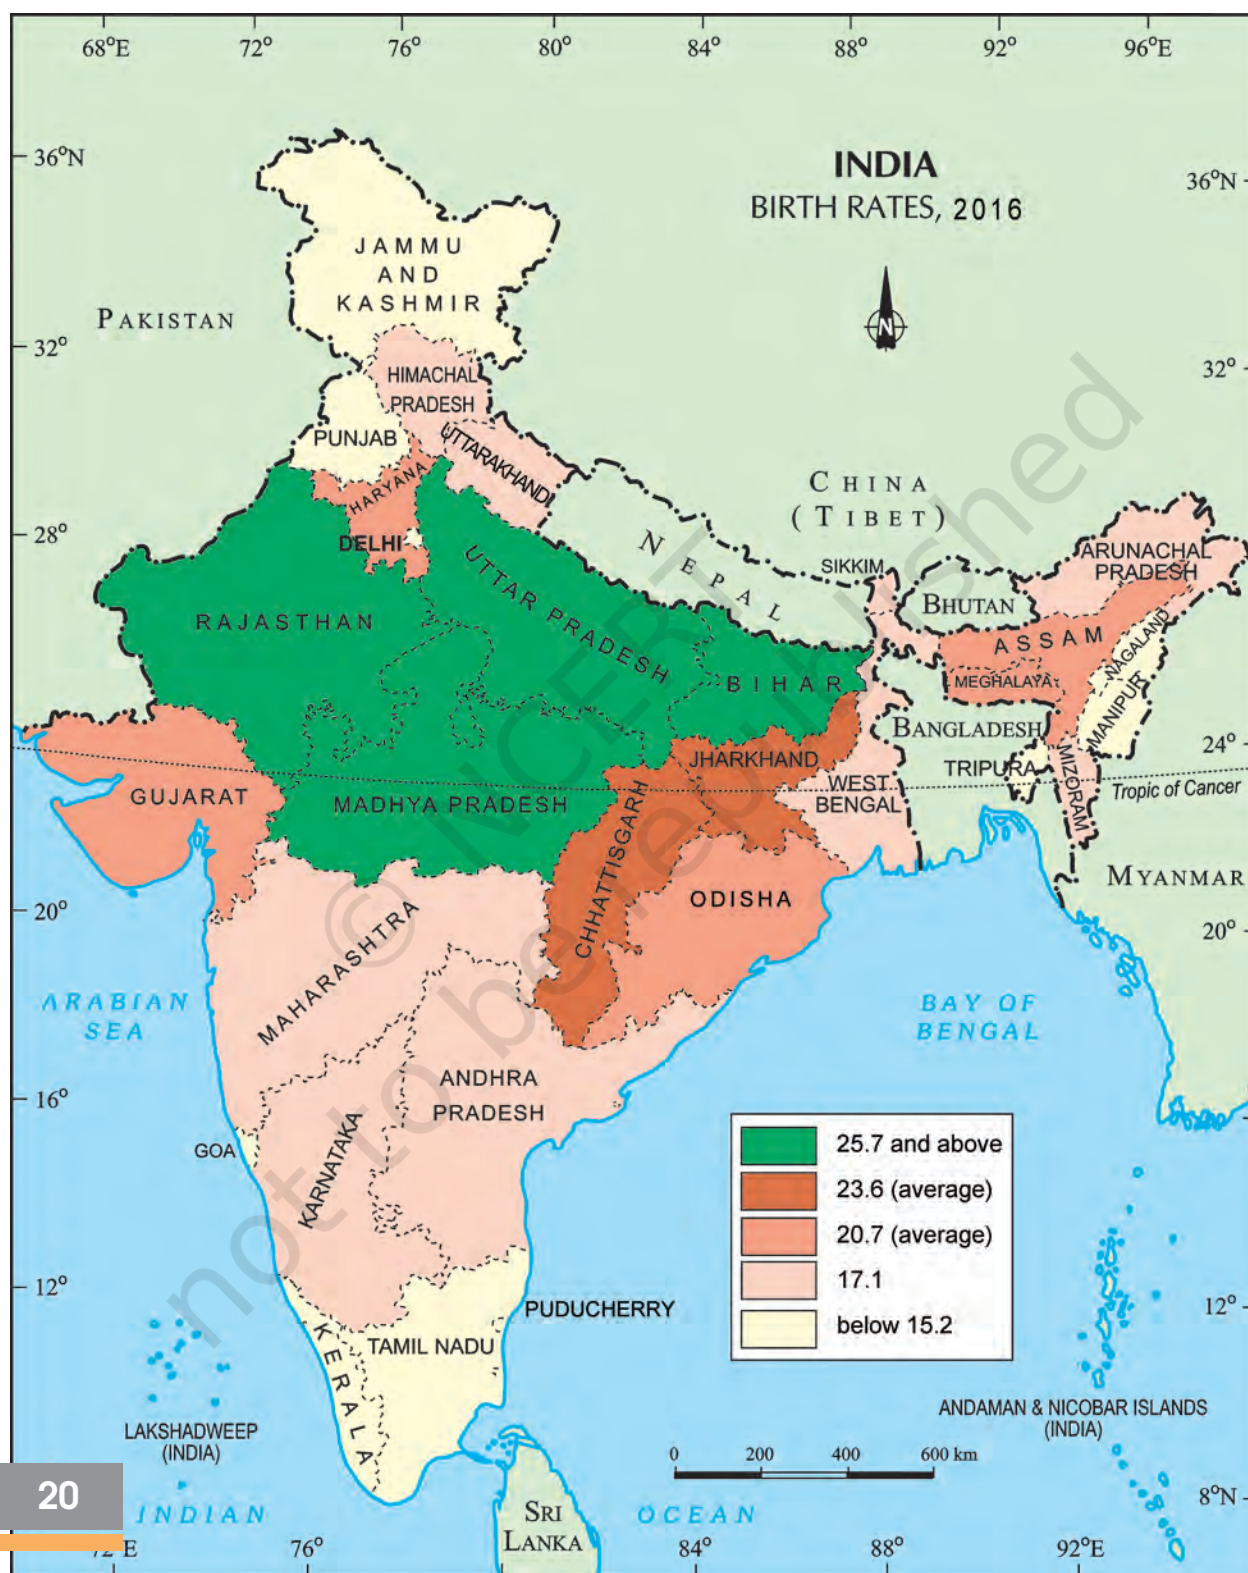 68°E 72° 76° 80° 84° 88° 92° 96°E
36°N
36°N
INDIA
BIRTH RATES, 2016
N
JAMMU
AND
KASHMIR
PAKISTAN
32°
32°
HIMACHAL
PRADESH
PUNJAB
UTTARAKHAND
HARYANA
CHINA
(TIBET)
28°
28°
DELHI
NEPAL
SIKKIM
ARUNACHAL
PRADESH
BHUTAN
RAJASTHAN
UTTAR PRADESH
BIHAR
ASSAM
NAGALAND
MEGHALAYA
MANIPUR
BANGLADESH
24°
24°
JHARKHAND
TRIPURA
MIZORAM
GUJARAT
MADHYA PRADESH
WEST
BENGAL
Tropic of Cancer
CHHATTISGARH
MYANMAR
ODISHA
20°
20°
MAHARASHTRA
ARABIAN
SEA
BAY OF
BENGAL
ANDHRA
PRADESH
16°
16°
GOA
KARNATAKA
25.7 and above
23.6 (average)
20.7 (average)
17.1
below 15.2
12°
12°
PUDUCHERRY
KERALA
TAMIL NADU
LAKSHADWEEP
(INDIA)
ANDAMAN & NICOBAR ISLANDS
(INDIA)
0 200 400 600 km
20
8°N
INDIAN
OCEAN
SRI
LANKA
72°E 76° 84° 88° 92°E
© NCERT
not to be republished